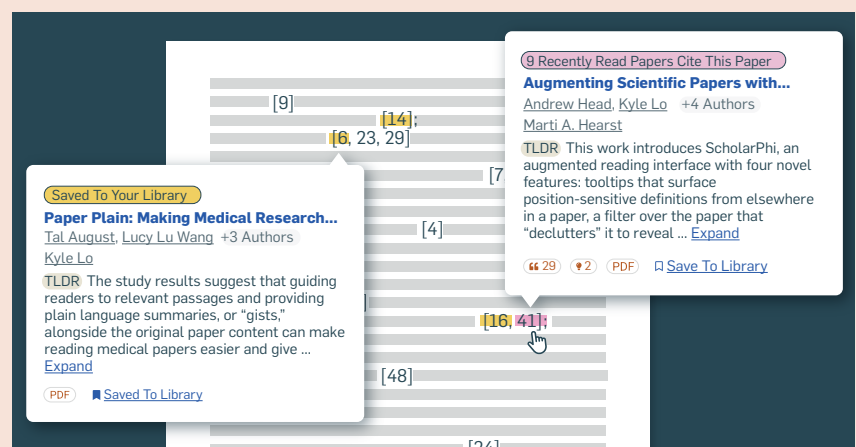 [9]
[14];
[6, 23, 29]
[7
[4]
]
[16, 41];
[48]
Saved To Your Library
Paper Plain: Making Medical Research...
Tal August, Lucy Lu Wang +3 Authors
Kyle Lo
TLDR The study results suggest that guiding
readers to relevant passages and providing
plain language summaries, or “gists,”
alongside the original paper content can make
reading medical papers easier and give ...
Expand
PDF Saved To Library
9 Recently Read Papers Cite This Paper
Augmenting Scientific Papers with...
Andrew Head, Kyle Lo +4 Authors
Marti A. Hearst
TLDR This work introduces ScholarPhi, an
augmented reading interface with four novel
features: tooltips that surface
position-sensitive definitions from elsewhere
in a paper, a filter over the paper that
“declutters” it to reveal ... Expand
29 2 PDF Save To Library